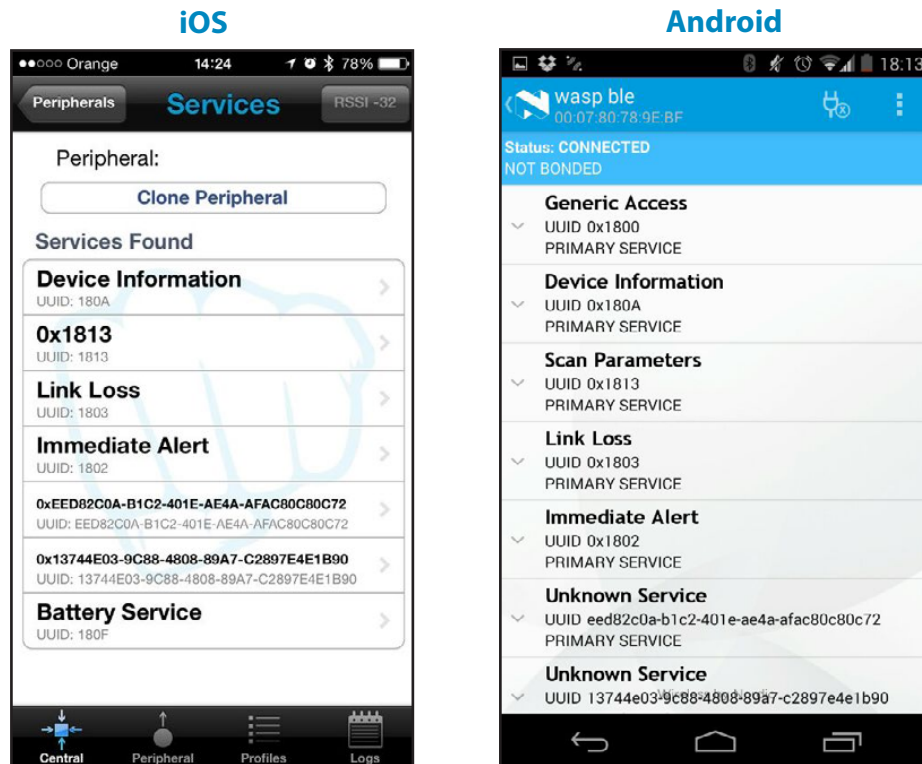 iOS
Orange 14:24 78%
Peripherals Services RSSI -32
Peripheral:
Clone Peripheral
Services Found
Device Information
UUID: 180A
0x1813
UUID: 1813
Link Loss
UUID: 1803
Immediate Alert
UUID: 1802
0xEED82C0A-B1C2-401E-AE4A-AFAC80C80C72
UUID: EED82C0A-B1C2-401E-AE4A-AFAC80C80C72
0x13744E03-9C88-4808-89A7-C2897E4E1B90
UUID: 13744E03-9C88-4808-89A7-C2897E4E1B90
Battery Service
UUID: 180F
Central Peripheral Profiles Logs
Android
18:13
wasp ble
00:07:80:78:9E:BF
Status: CONNECTED
NOT BONDED
Generic Access
UUID 0x1800
PRIMARY SERVICE
Device Information
UUID 0x180A
PRIMARY SERVICE
Scan Parameters
UUID 0x1813
PRIMARY SERVICE
Link Loss
UUID 0x1803
PRIMARY SERVICE
Immediate Alert
UUID 0x1802
PRIMARY SERVICE
Unknown Service
UUID eed82c0a-b1c2-401e-ae4a-afac80c80c72
PRIMARY SERVICE
Unknown Service
UUID 13744e03-9c88-4808-89a7-c2897e4e1b90